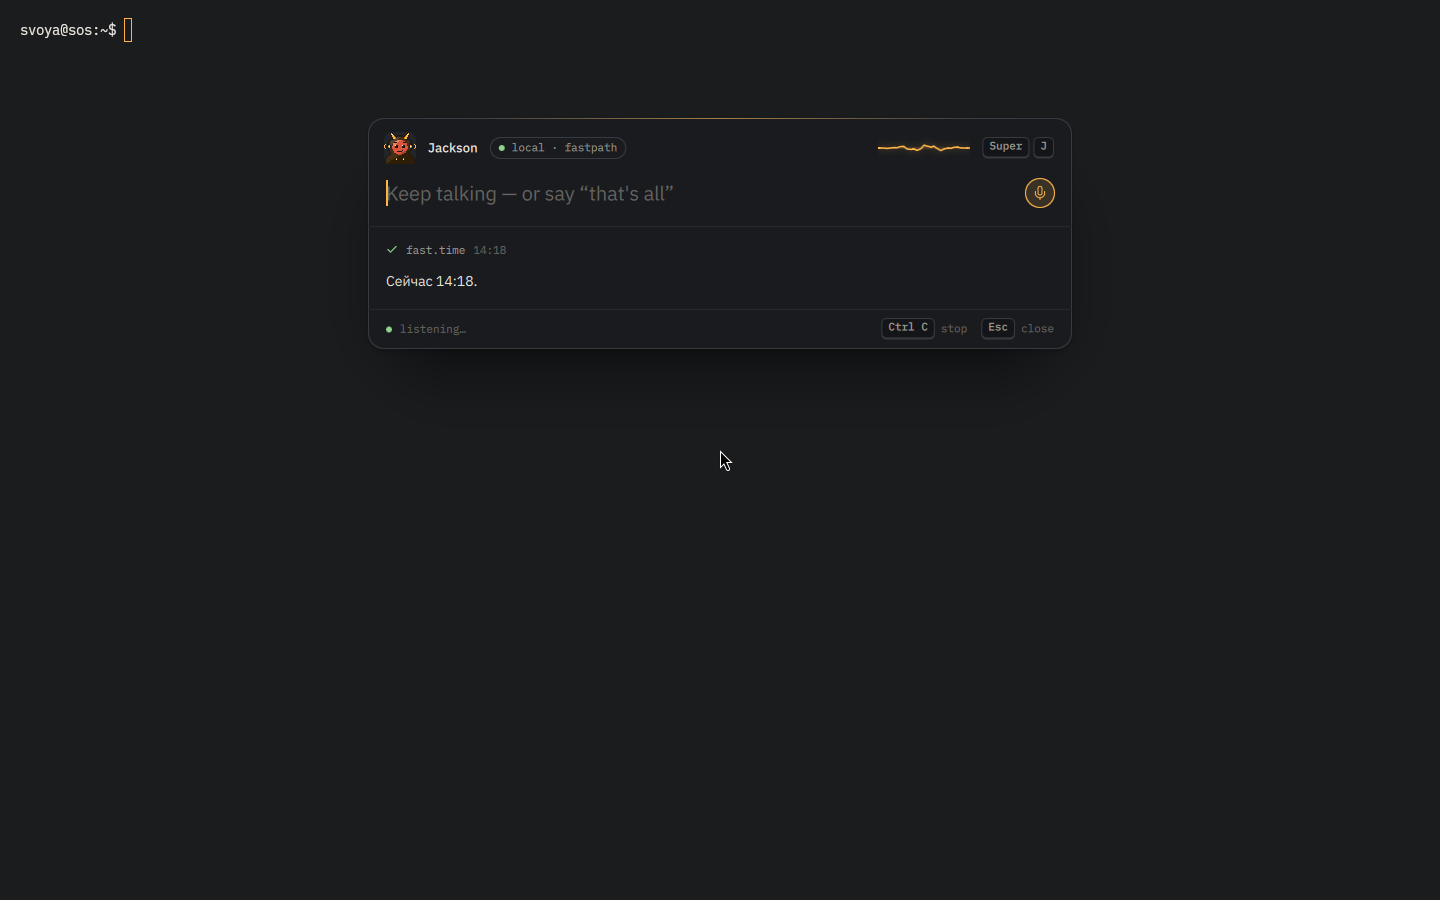 svoya@sos:~$
Jackson
local · fastpath
Super J
Keep talking — or say “that's all”
fast.time 14:18
Сейчас 14:18.
listening…
Ctrl C stop Esc close